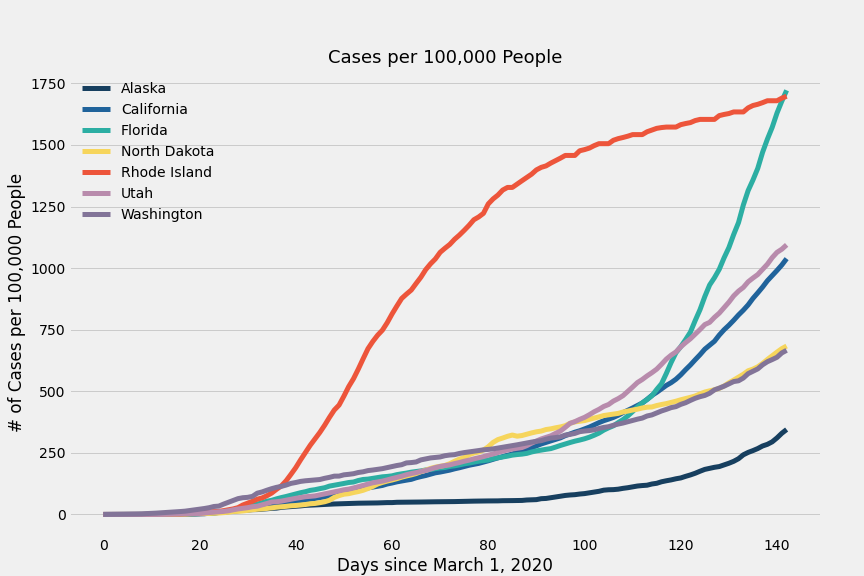 Cases per 100,000 People
# of Cases per 100,000 People
1750
1500
1250
1000
750
500
250
0
Alaska
California
Florida
North Dakota
Rhode Island
Utah
Washington
0 20 40 60 80 100 120 140
Days since March 1, 2020